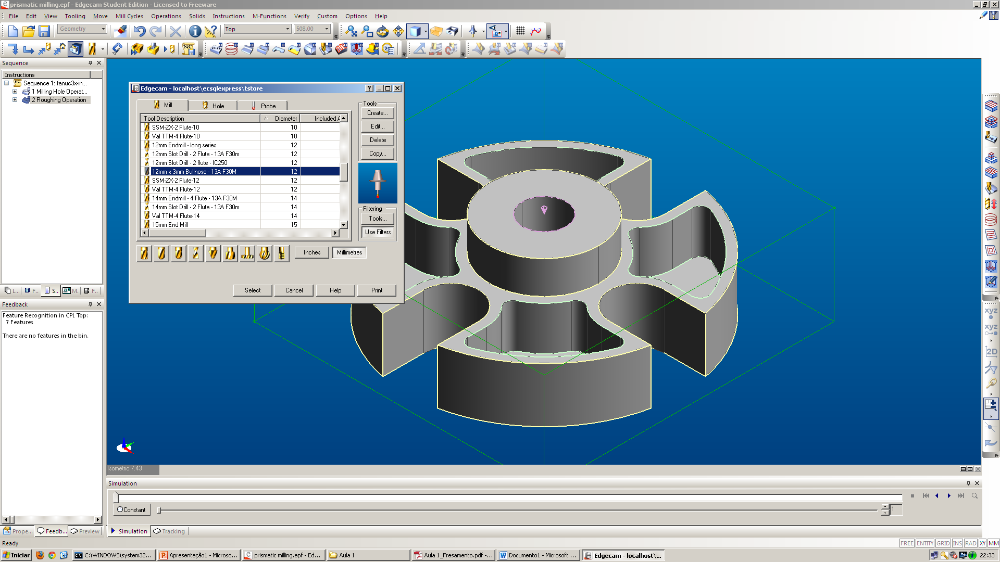 prismatic milling.epf - Edgecam Student Edition - Licensed to Freeware
File Edit View Tooling Move Mill Cycles Operations Solids Instructions M-Functions Verify Custom Options Help
Geometry Top 508.00
Sequence
Instructions
Sequence 1: fanuc3x-in...
1 Milling Hole Operat...
2 Roughing Operation
L... F... S... M... F...
Feedback
Feature Recognition in CPL Top:
7 Features
There are no features in the bin.
Prope... Feedb... Preview
Edgecam - localhost\ecsqlexpress\tstore
Mill Hole Probe
Tool Description Diameter Included A
SSM-ZX-2 Flute-10 10
Val TTM-4 Flute-10 10
12mm Endmill - long series 12
12mm Slot Drill - 2 Flute - 13A F30m 12
12mm Slot Drill - 2 flute - IC250 12
12mm x 3mm Bullnose - 13A-F30M 12
SSM-ZX-2 Flute-12 12
Val TTM-4 Flute-12 12
14mm Endmill - 4 Flute - 13A F30M 14
14mm Slot Drill - 2 Flute - 13A F30m 14
Val TTM-4 Flute-14 14
15mm End Mill 15
Tools
Create...
Edit...
Delete
Copy...
Filtering
Tools...
Use Filters
Inches Millimetres
Select Cancel Help Print
xyz
xyz
2D
Isometric 7.43
Simulation
Constant 1
Simulation Tracking
Ready FREE ENTITY GRID INS RAD XY MM
Iniciar C:\WINDOWS\system32... Apresentação1 - Microso... prismatic milling.epf - Ed... Aula 1 Aula 1_Fresamento.pdf -... Documento1 - Microsoft ... Edgecam - localhost\... 22:33